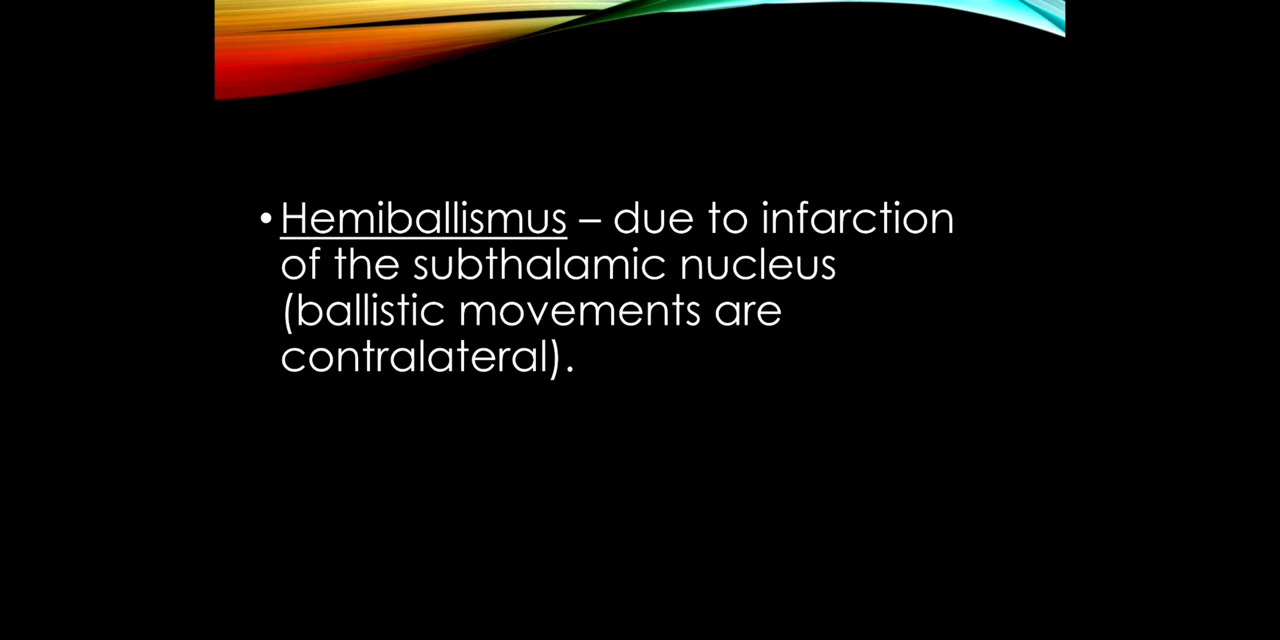 • Hemiballismus – due to infarction
of the subthalamic nucleus
(ballistic movements are
contralateral).